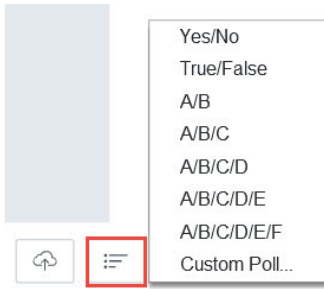 Yes/No
True/False
A/B
A/B/C
A/B/C/D
A/B/C/D/E
A/B/C/D/E/F
Custom Poll...